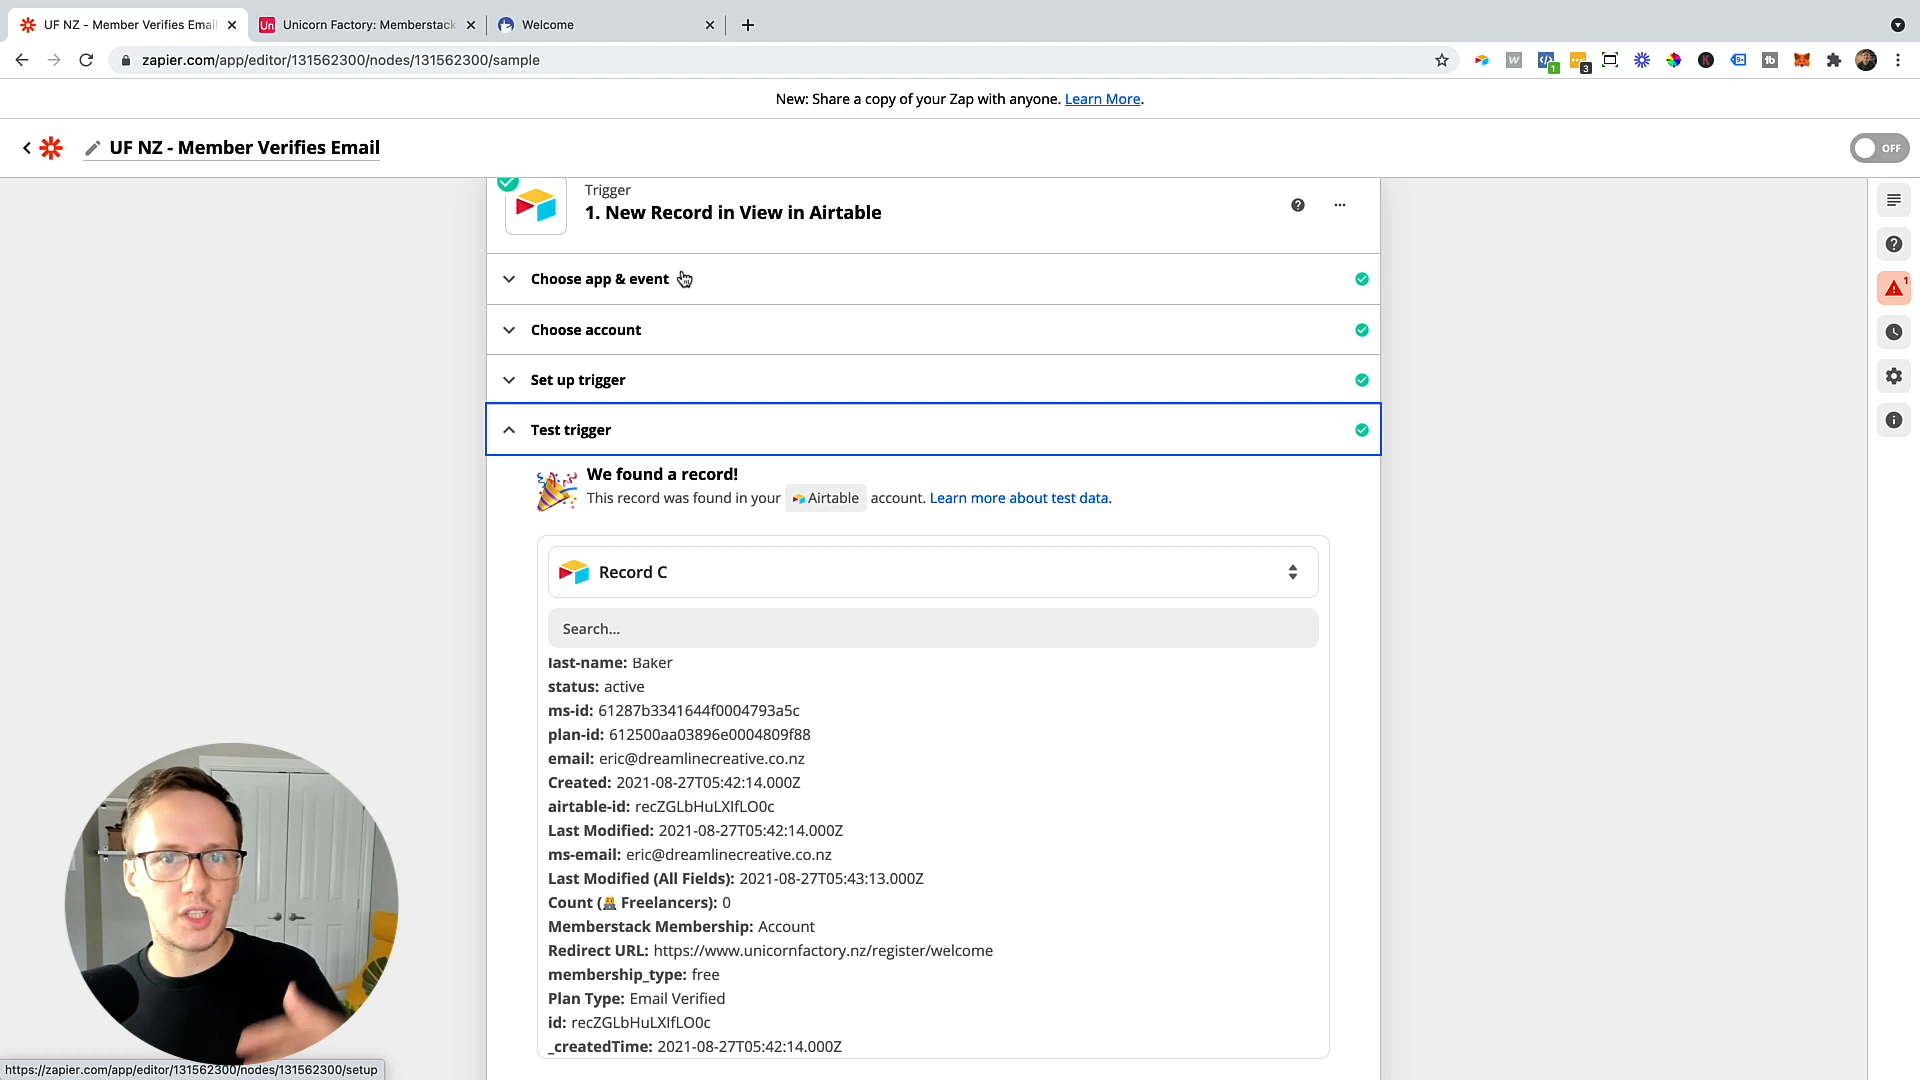 UF NZ - Member Verifies Email
Unicorn Factory: Memberstack
Welcome
zapier.com/app/editor/131562300/nodes/131562300/sample
1
3
New: Share a copy of your Zap with anyone. Learn More.
UF NZ - Member Verifies Email
OFF
Trigger
1. New Record in View in Airtable
Choose app & event
1
Choose account
Set up trigger
Test trigger
We found a record!
This record was found in your Airtable account. Learn more about test data.
Record C
Search...
last-name: Baker
status: active
ms-id: 61287b3341644f0004793a5c
plan-id: 612500aa03896e0004809f88
email: eric@dreamlinecreative.co.nz
Created: 2021-08-27T05:42:14.000Z
airtable-id: recZGLbHuLXIfLO0c
Last Modified: 2021-08-27T05:42:14.000Z
ms-email: eric@dreamlinecreative.co.nz
Last Modified (All Fields): 2021-08-27T05:43:13.000Z
Count (👨‍💻 Freelancers): 0
Memberstack Membership: Account
Redirect URL: https://www.unicornfactory.nz/register/welcome
membership_type: free
Plan Type: Email Verified
id: recZGLbHuLXIfLO0c
_createdTime: 2021-08-27T05:42:14.000Z
https://zapier.com/app/editor/131562300/nodes/131562300/setup